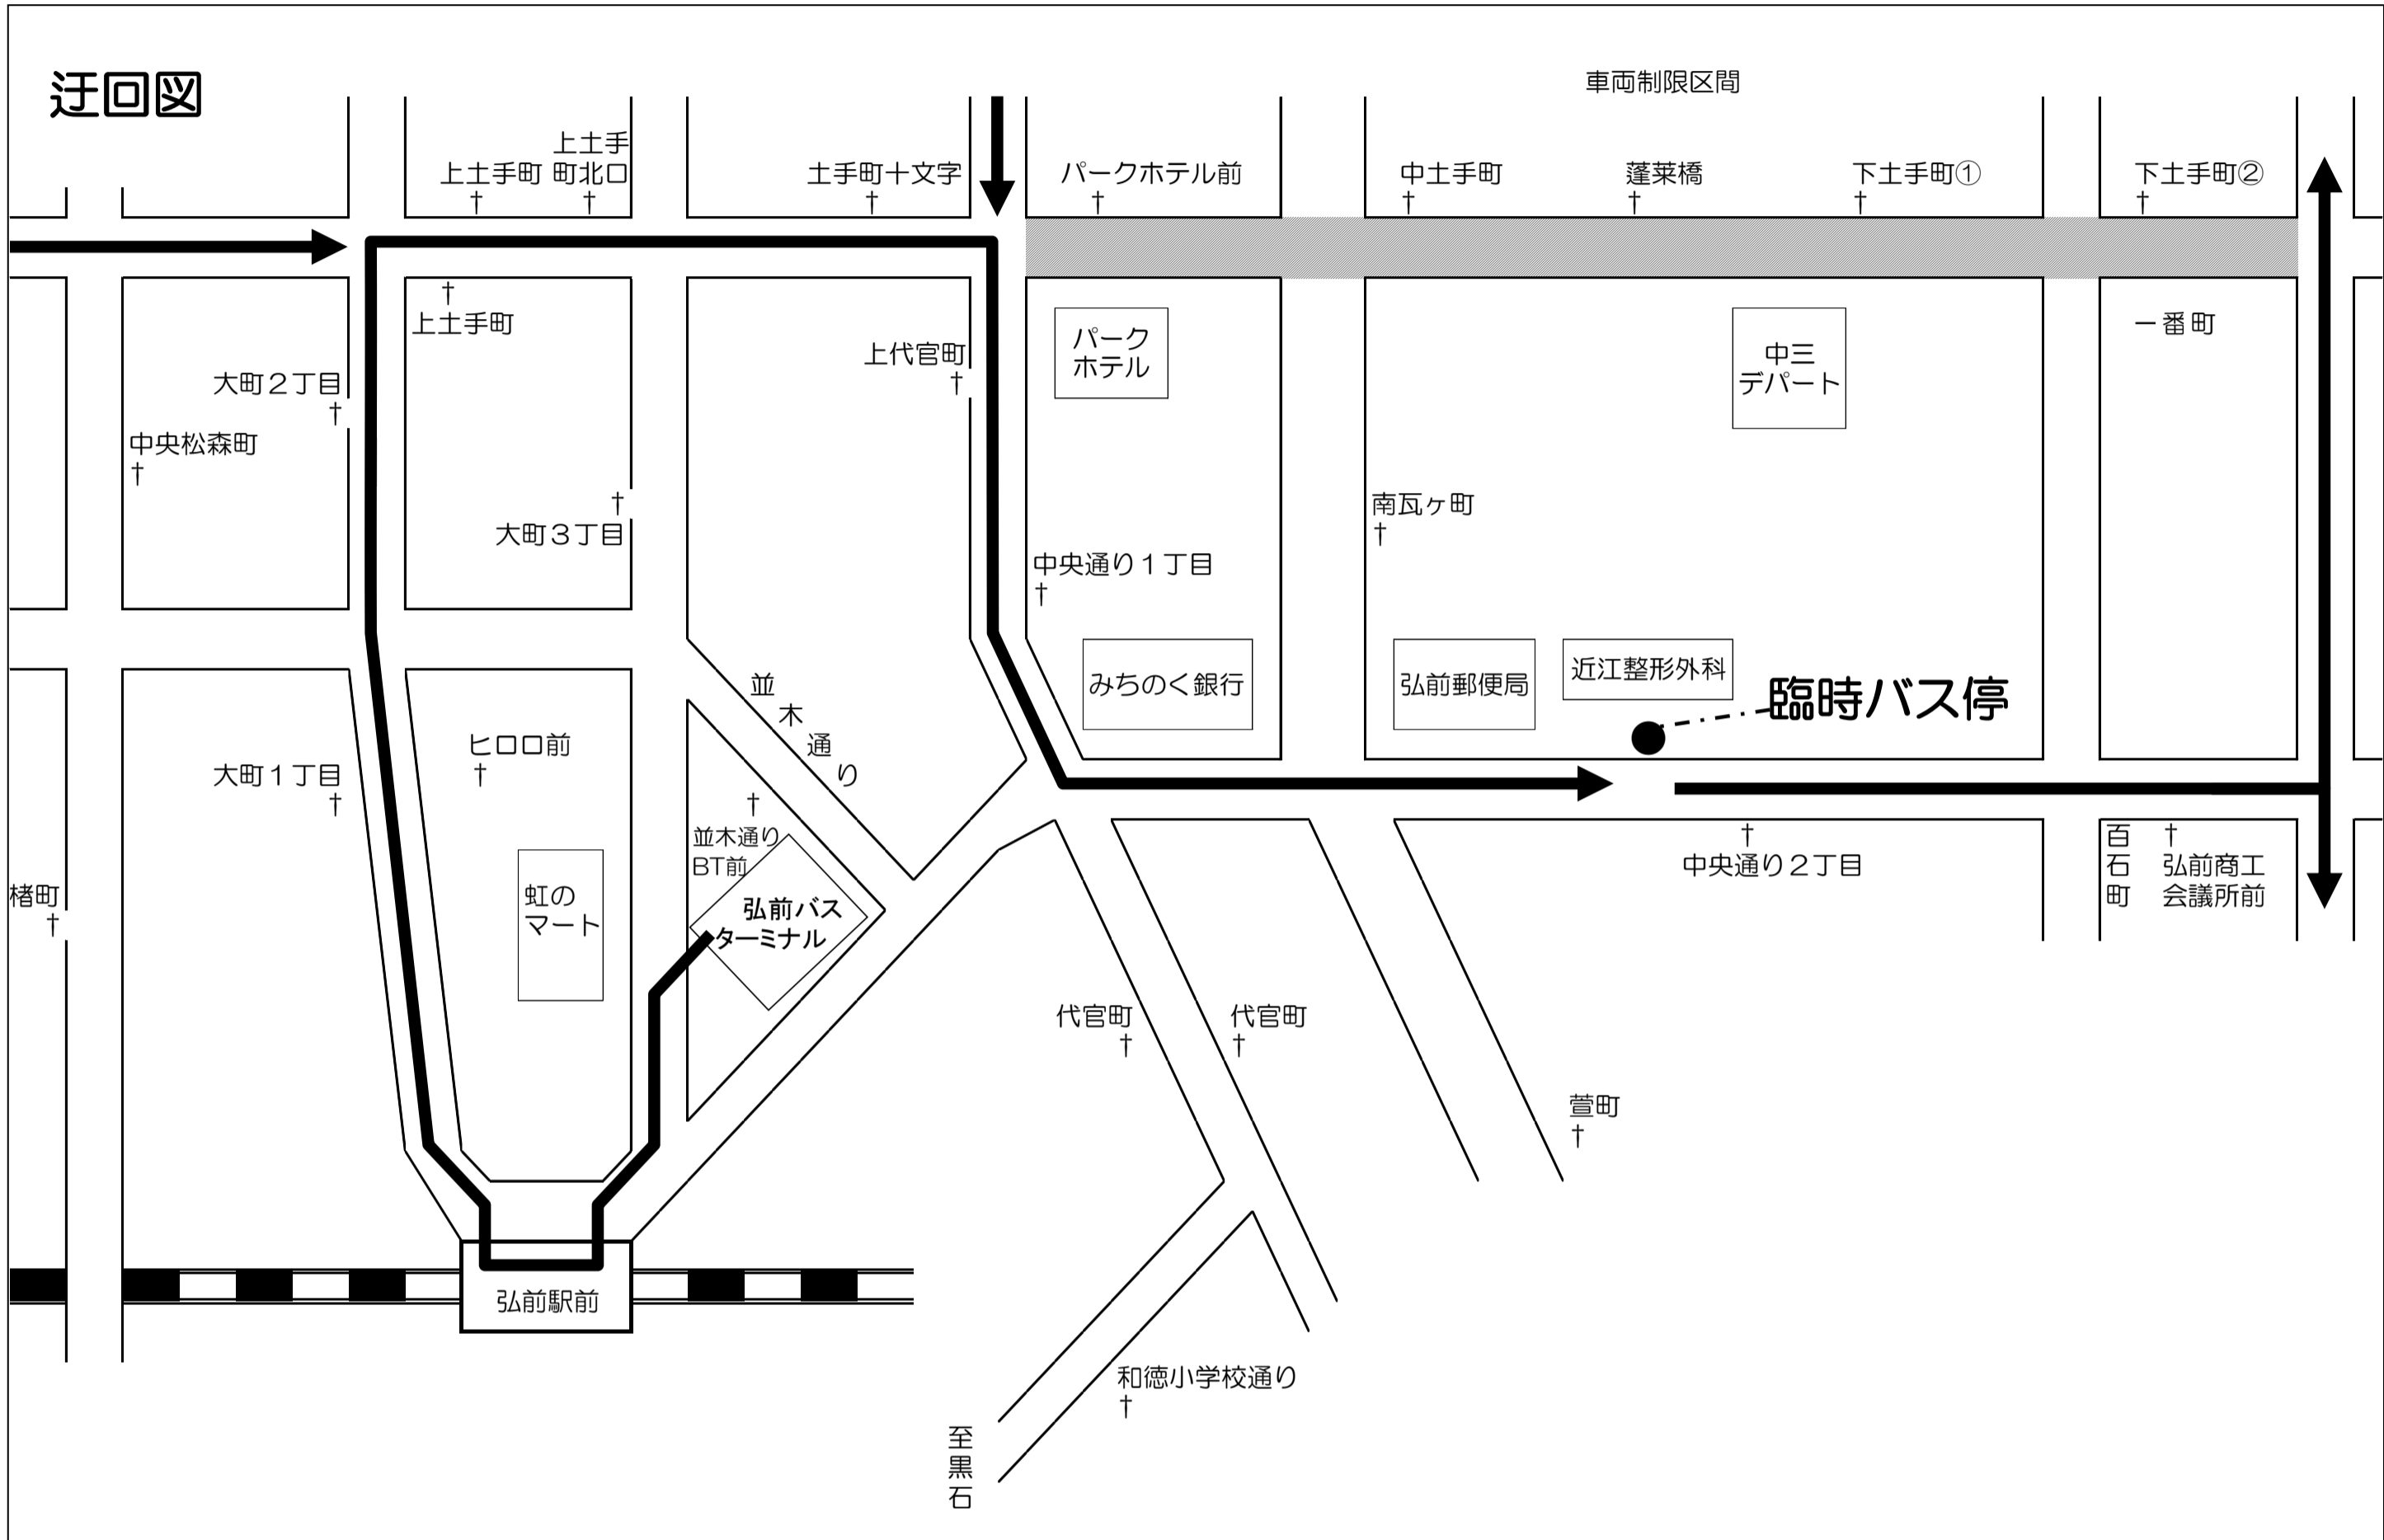 迂回図
車両制限区間
上土手町
上土手
町北口
土手町十文字
パークホテル前
中土手町
蓬莱橋
下土手町①
下土手町②
上土手町
大町２丁目
中央松森町
大町３丁目
上代官町
パーク
ホテル
中三
デパート
一番町
南瓦ヶ町
中央通り１丁目
みちのく銀行
弘前郵便局
近江整形外科
臨時バス停
並木通り
ヒロロ前
大町１丁目
並木通り
BT前
弘前バス
ターミナル
虹の
マート
楮町
中央通り２丁目
百石町
弘前商工
会議所前
代官町
代官町
萱町
弘前駅前
和徳小学校通り
至黒石